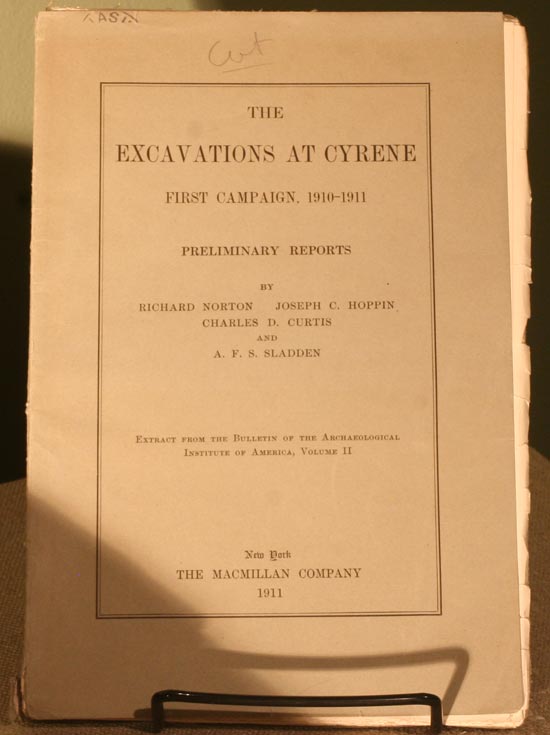 THE
EXCAVATIONS AT CYRENE
FIRST CAMPAIGN, 1910–1911
PRELIMINARY REPORTS
BY
RICHARD NORTON JOSEPH C. HOPPIN
CHARLES D. CURTIS
AND
A. F. S. SLADDEN
EXTRACT FROM THE BULLETIN OF THE ARCHAEOLOGICAL
INSTITUTE OF AMERICA, VOLUME II
New York
THE MACMILLAN COMPANY
1911